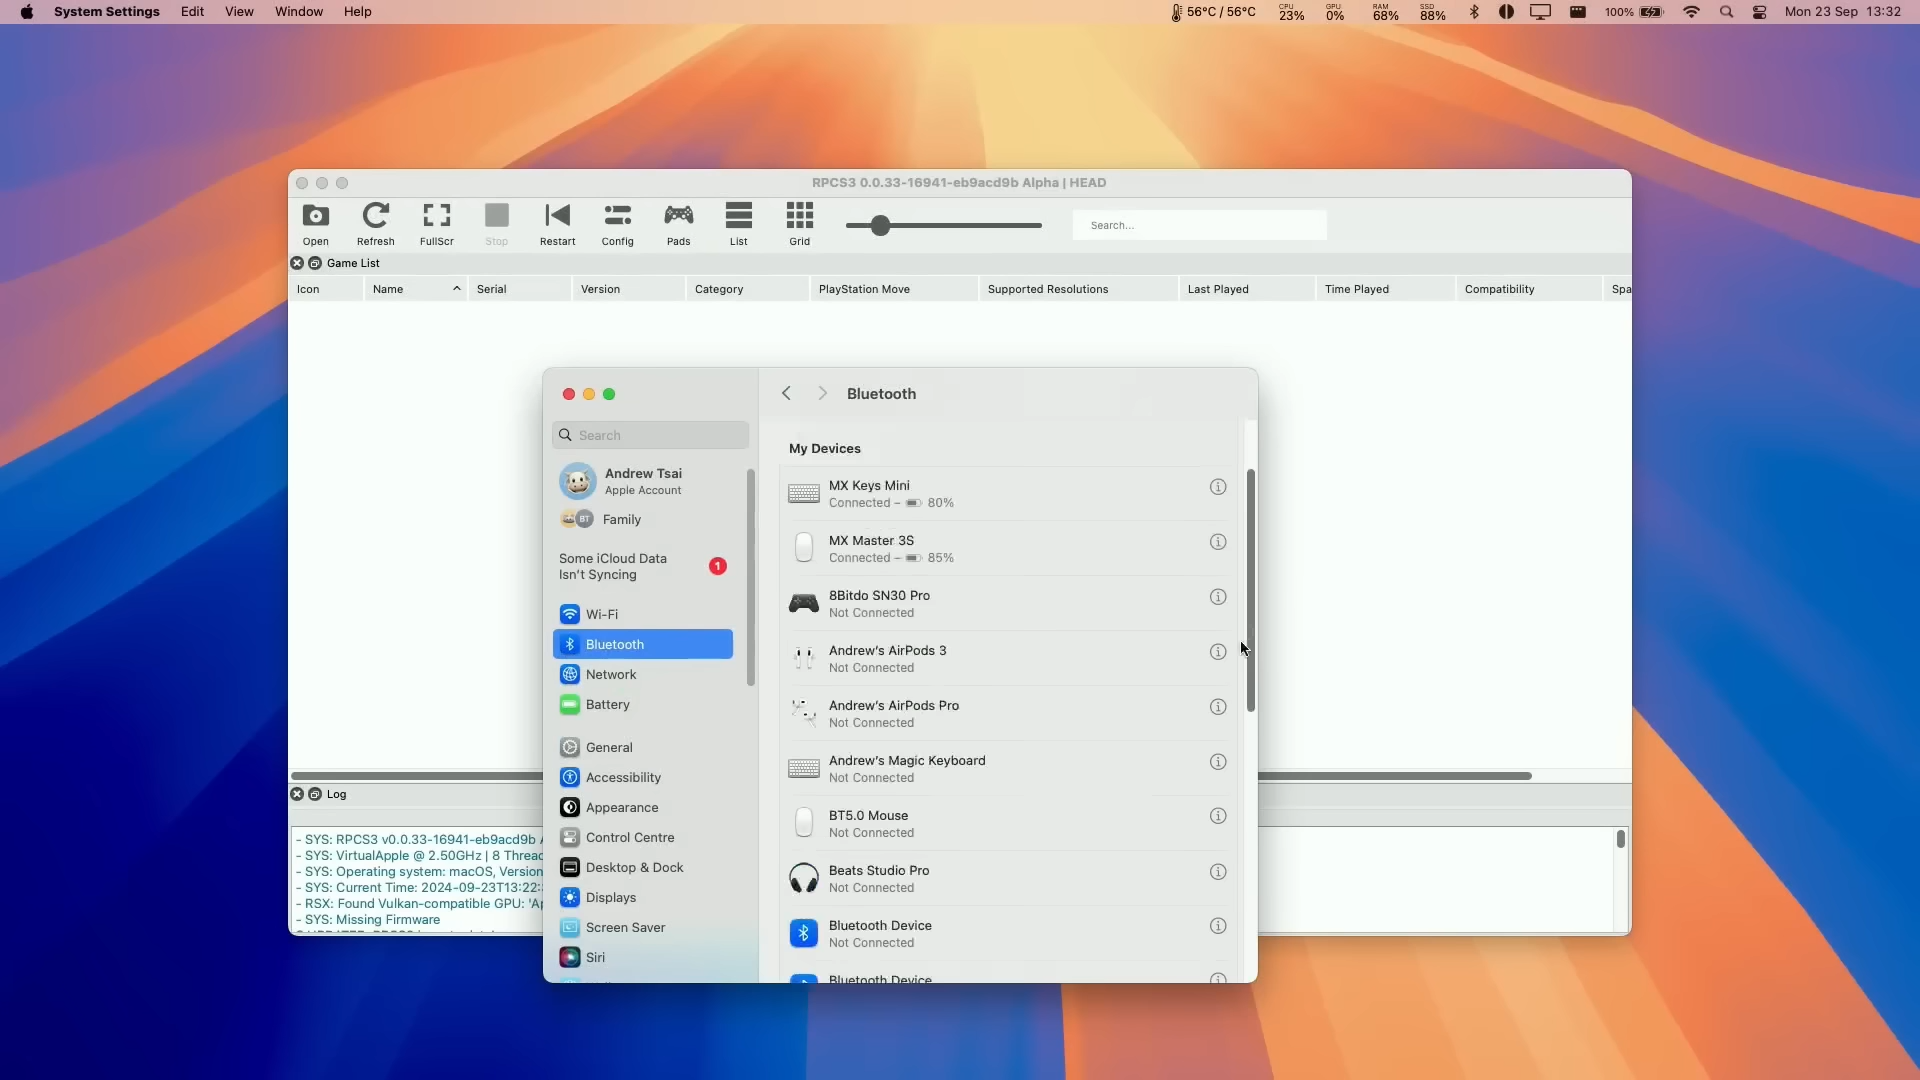 System Settings Edit View Window Help
56°C / 56°C CPU 23% GPU 0% RAM 68% SSD 88% 100% Mon 23 Sep 13:32
RPCS3 0.0.33-16941-eb9acd9b Alpha | HEAD
Open Refresh FullScr Stop Restart Config Pads List Grid Search...
Game List
Icon Name Serial Version Category PlayStation Move Supported Resolutions Last Played Time Played Compatibility Spa
Bluetooth
Search
Andrew Tsai
Apple Account
BT Family
Some iCloud Data
Isn't Syncing
1
Wi-Fi
Bluetooth
Network
Battery
General
Accessibility
Appearance
Control Centre
Desktop & Dock
Displays
Screen Saver
Siri
My Devices
MX Keys Mini
Connected – 80%
MX Master 3S
Connected – 85%
8Bitdo SN30 Pro
Not Connected
Andrew's AirPods 3
Not Connected
Andrew's AirPods Pro
Not Connected
Andrew's Magic Keyboard
Not Connected
BT5.0 Mouse
Not Connected
Beats Studio Pro
Not Connected
Bluetooth Device
Not Connected
Bluetooth Device
Log
- SYS: RPCS3 v0.0.33-16941-eb9acd9b
- SYS: VirtualApple @ 2.50GHz | 8 Threa
- SYS: Operating system: macOS, Version
- SYS: Current Time: 2024-09-23T13:22:
- RSX: Found Vulkan-compatible GPU: 'Ap
- SYS: Missing Firmware